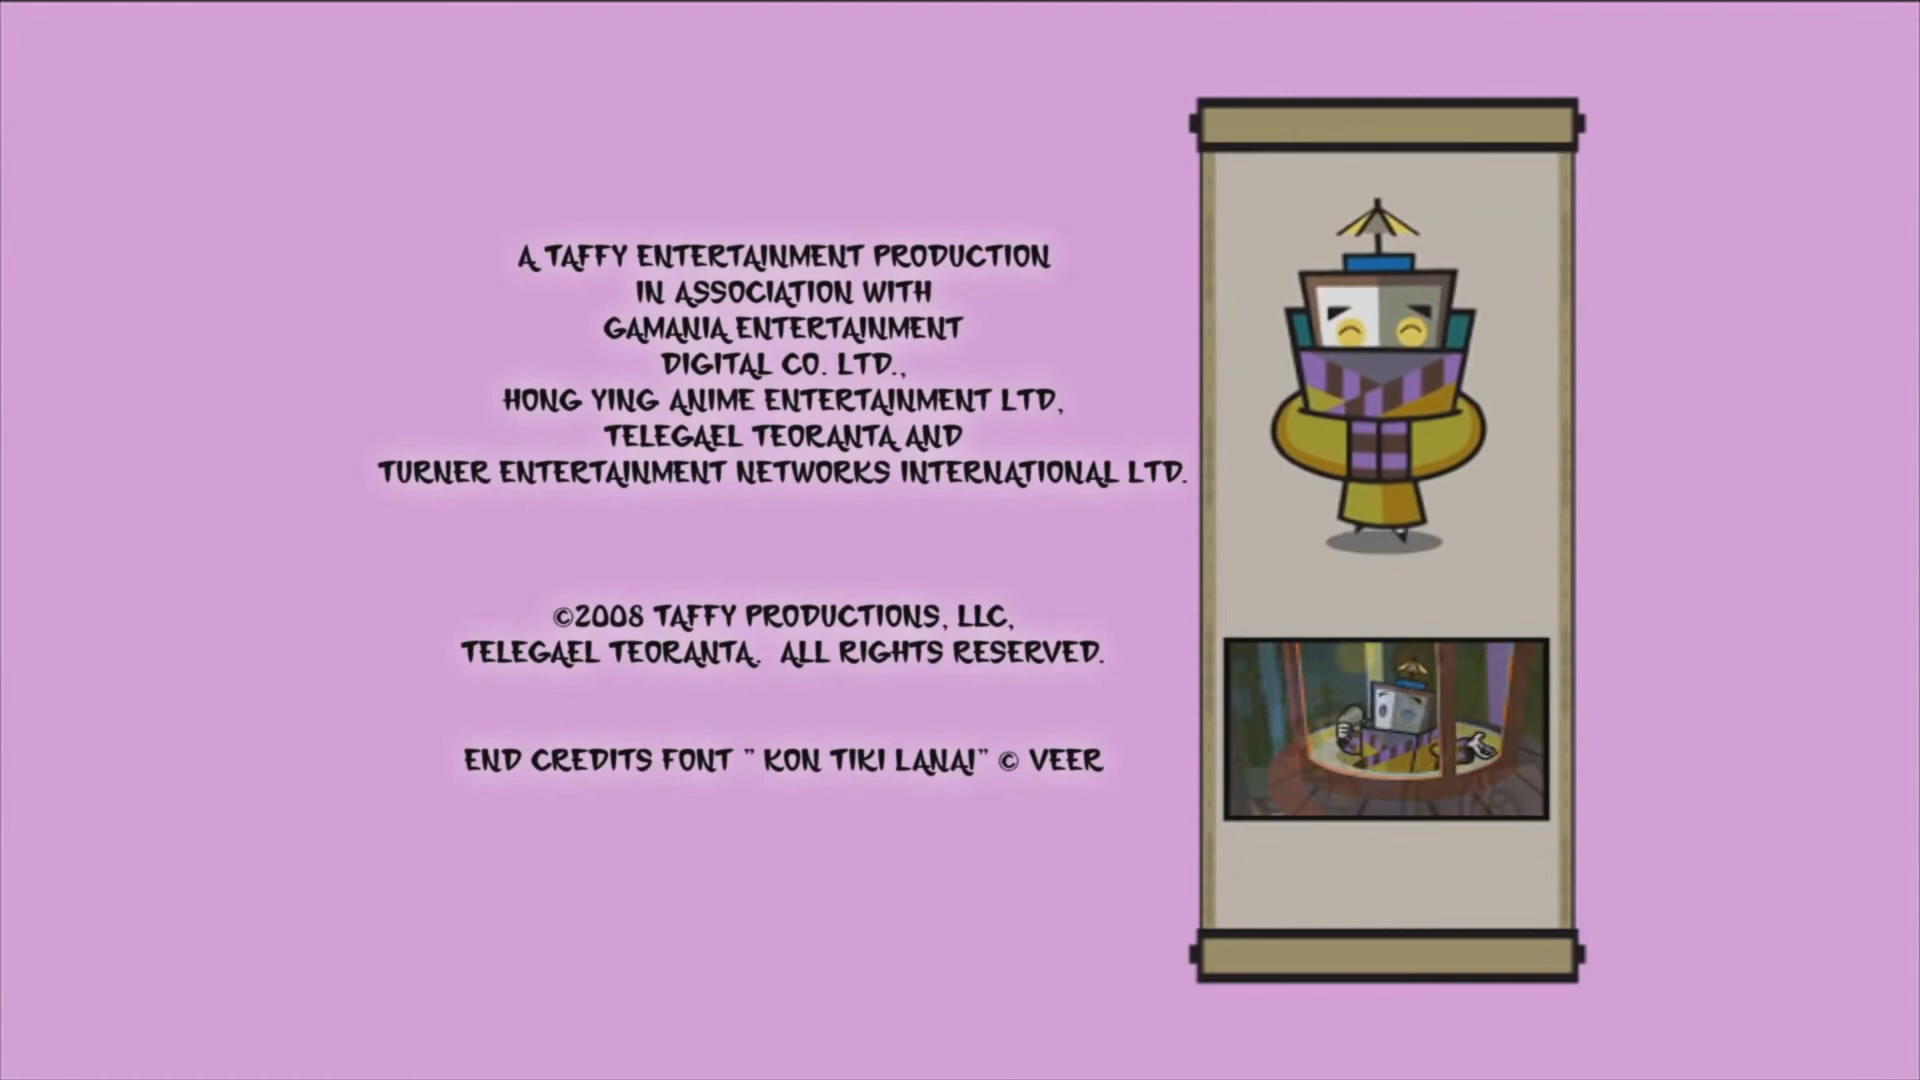 A TAFFY ENTERTAINMENT PRODUCTION
IN ASSOCIATION WITH
GAMANIA ENTERTAINMENT
DIGITAL CO. LTD.,
HONG YING ANIME ENTERTAINMENT LTD,
TELEGAEL TEORANTA AND
TURNER ENTERTAINMENT NETWORKS INTERNATIONAL LTD.
©2008 TAFFY PRODUCTIONS, LLC,
TELEGAEL TEORANTA. ALL RIGHTS RESERVED.
END CREDITS FONT " KON TIKI LANAI" © VEER